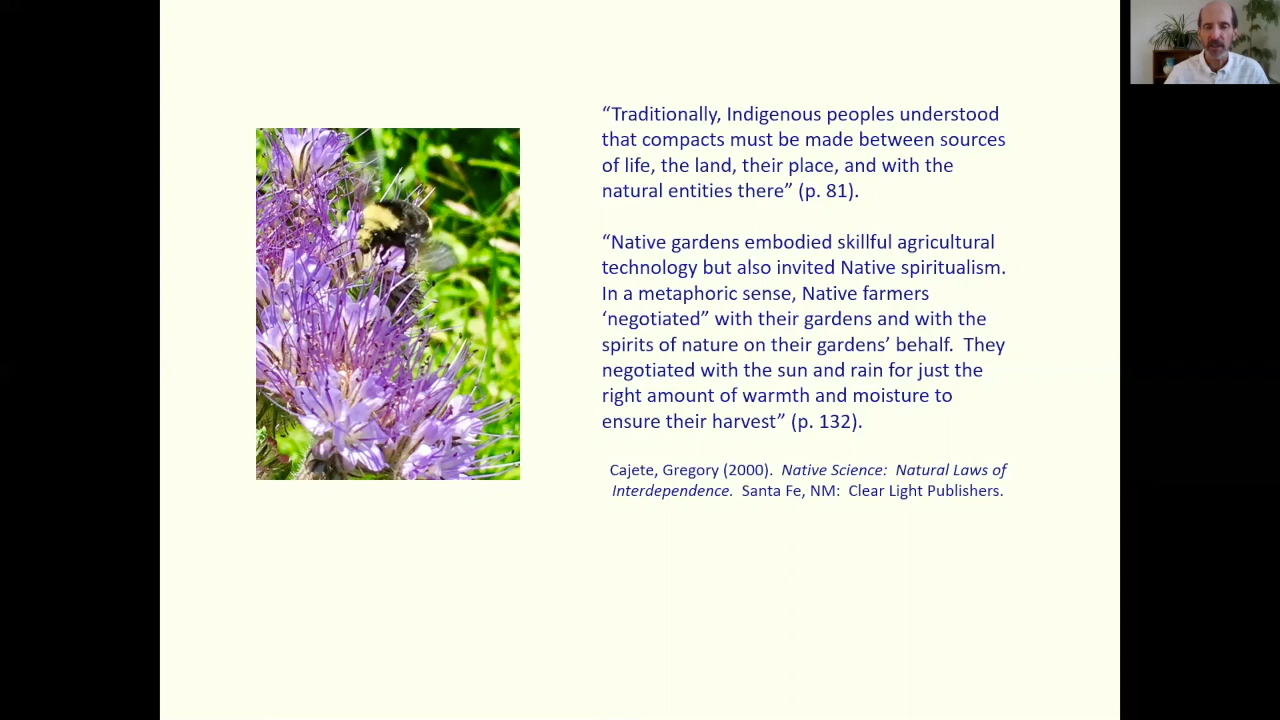 “Traditionally, Indigenous peoples understood
that compacts must be made between sources
of life, the land, their place, and with the
natural entities there” (p. 81).
“Native gardens embodied skillful agricultural
technology but also invited Native spiritualism.
In a metaphoric sense, Native farmers
‘negotiated” with their gardens and with the
spirits of nature on their gardens’ behalf.  They
negotiated with the sun and rain for just the
right amount of warmth and moisture to
ensure their harvest” (p. 132).
Cajete, Gregory (2000).  Native Science:  Natural Laws of
Interdependence.  Santa Fe, NM:  Clear Light Publishers.